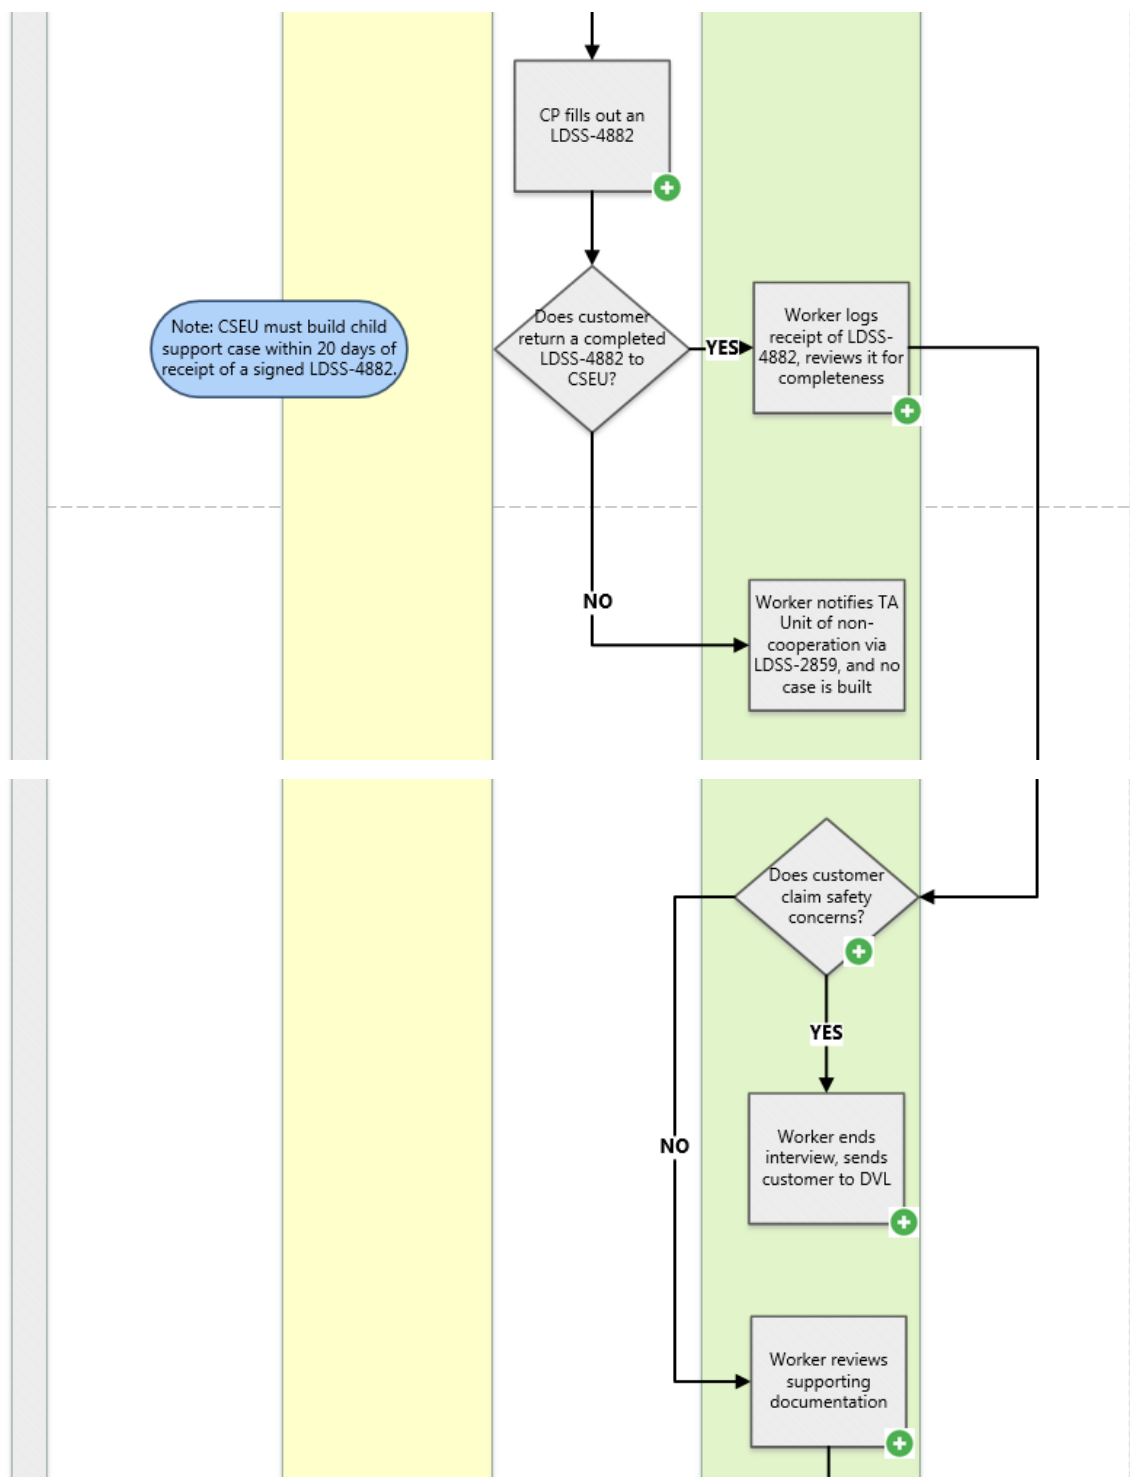 CP fills out an
LDSS-4882
Note: CSEU must build child
support case within 20 days of
receipt of a signed LDSS-4882.
Does customer
return a completed
LDSS-4882 to
CSEU?
YES
Worker logs
receipt of LDSS-
4882, reviews it for
completeness
NO
Worker notifies TA
Unit of non-
cooperation via
LDSS-2859, and no
case is built
Does customer
claim safety
concerns?
YES
NO
Worker ends
interview, sends
customer to DVL
Worker reviews
supporting
documentation